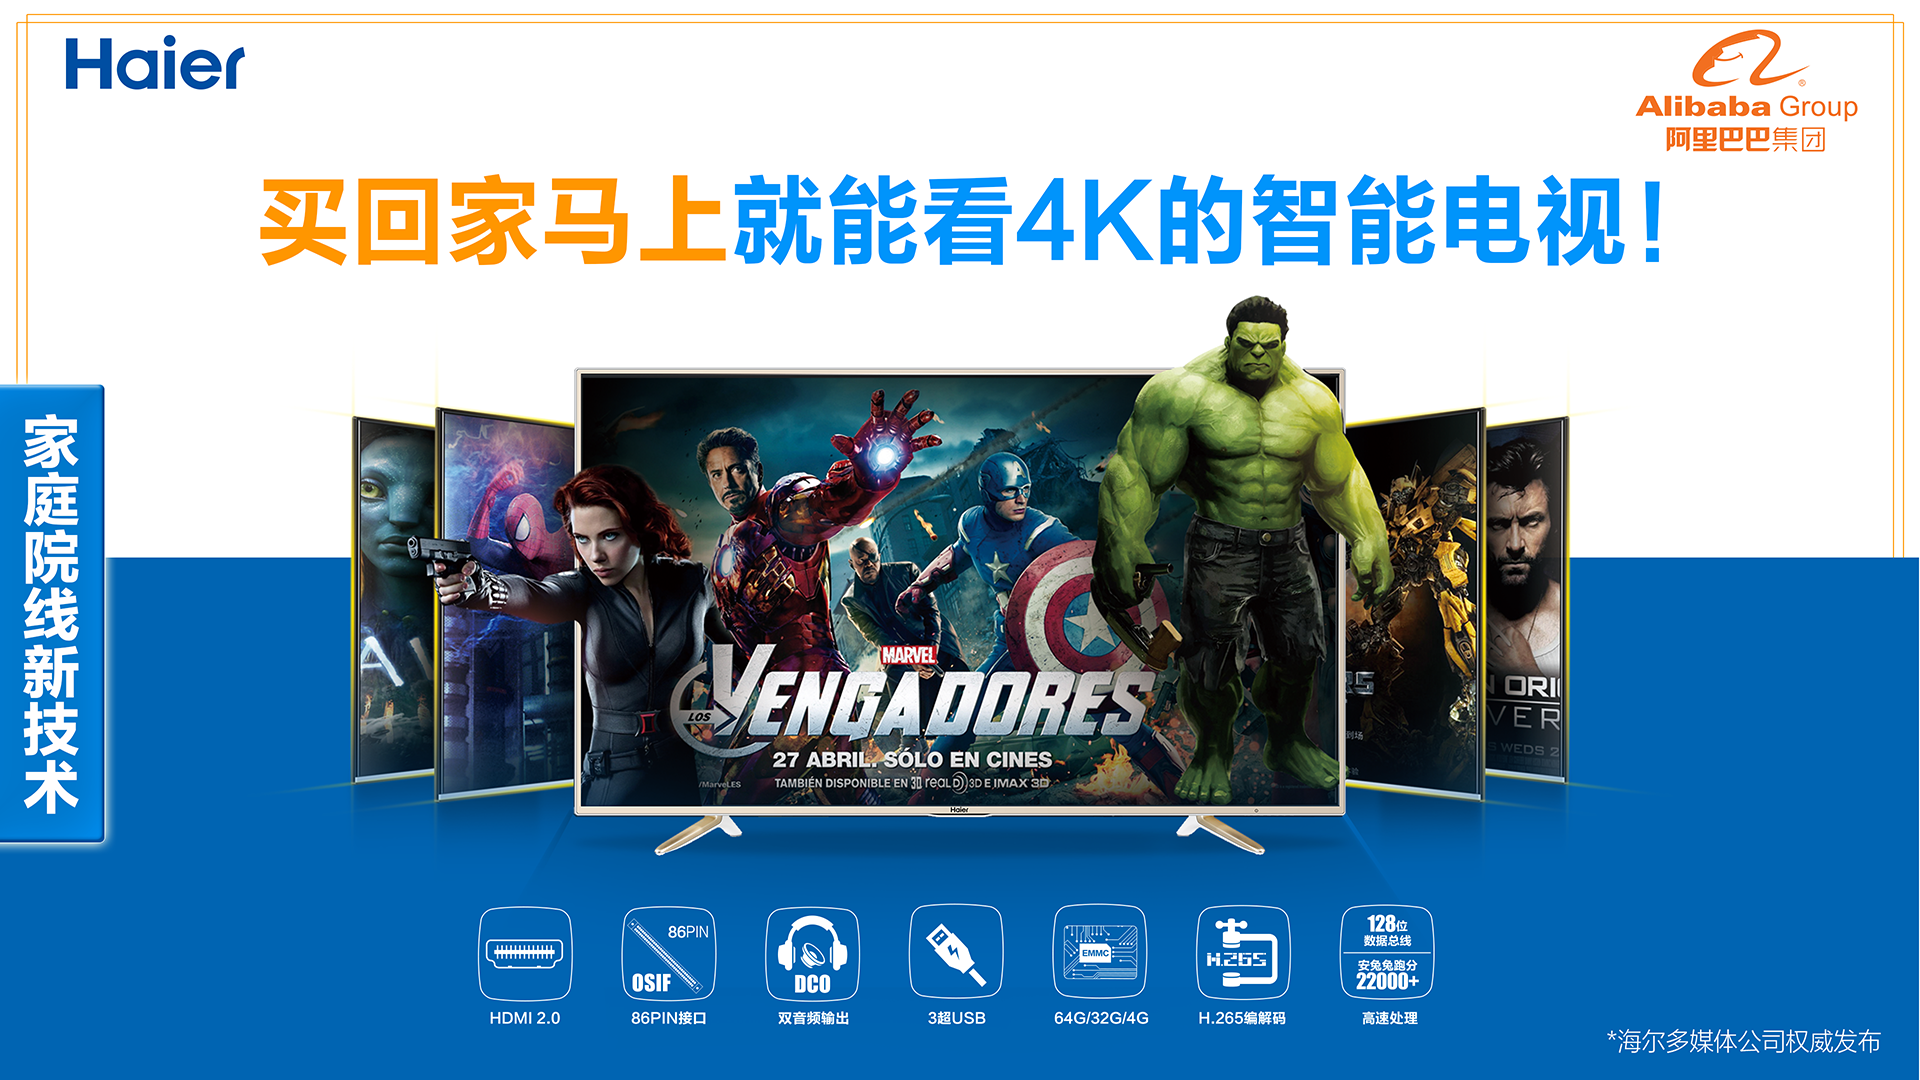 Haier
Alibaba Group
阿里巴巴集团
买回家马上就能看4K的智能电视!
家庭院线新技术
MARVEL
LOS VENGADORES
27 ABRIL. SÓLO EN CINES
TAMBIÉN DISPONIBLE EN 3D REAL D 3D E IMAX 3D
/MarvelES
ORI
VER
S WEDS 2
Haier
86PIN
OSIF
DCO
EMMC
H.265
128位
数据总线
安兔兔跑分
22000+
HDMI 2.0
86PIN接口
双音频输出
3超USB
64G/32G/4G
H.265编解码
高速处理
*海尔多媒体公司权威发布